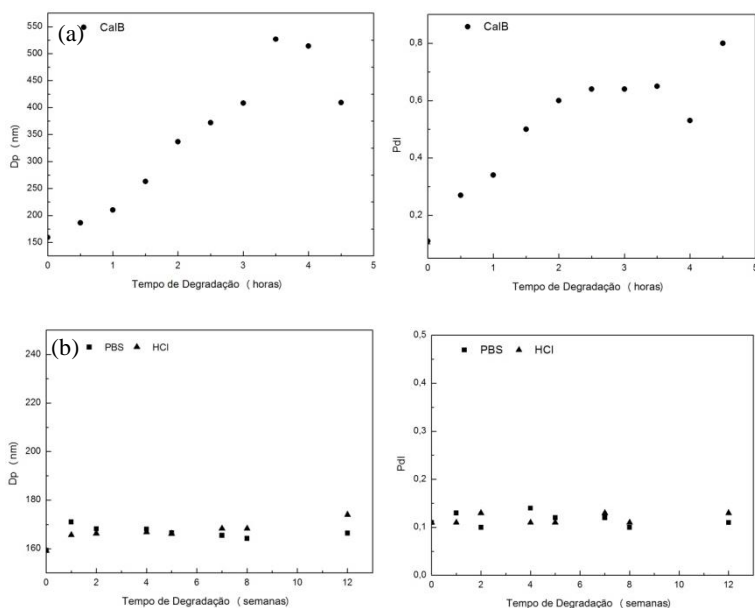 (a)
CalB
550
500
450
400
350
300
250
200
150
Dp (nm)
0 1 2 3 4 5
Tempo de Degradação (horas)
CalB
0,8
0,6
0,4
0,2
PdI
0 1 2 3 4 5
Tempo de Degradação (horas)
(b)
PBS HCl
240
220
200
180
160
Dp (nm)
0 2 4 6 8 10 12
Tempo de Degradação (semanas)
PBS HCl
0,5
0,4
0,3
0,2
0,1
0,0
PdI
0 2 4 6 8 10 12
Tempo de Degradação (semanas)